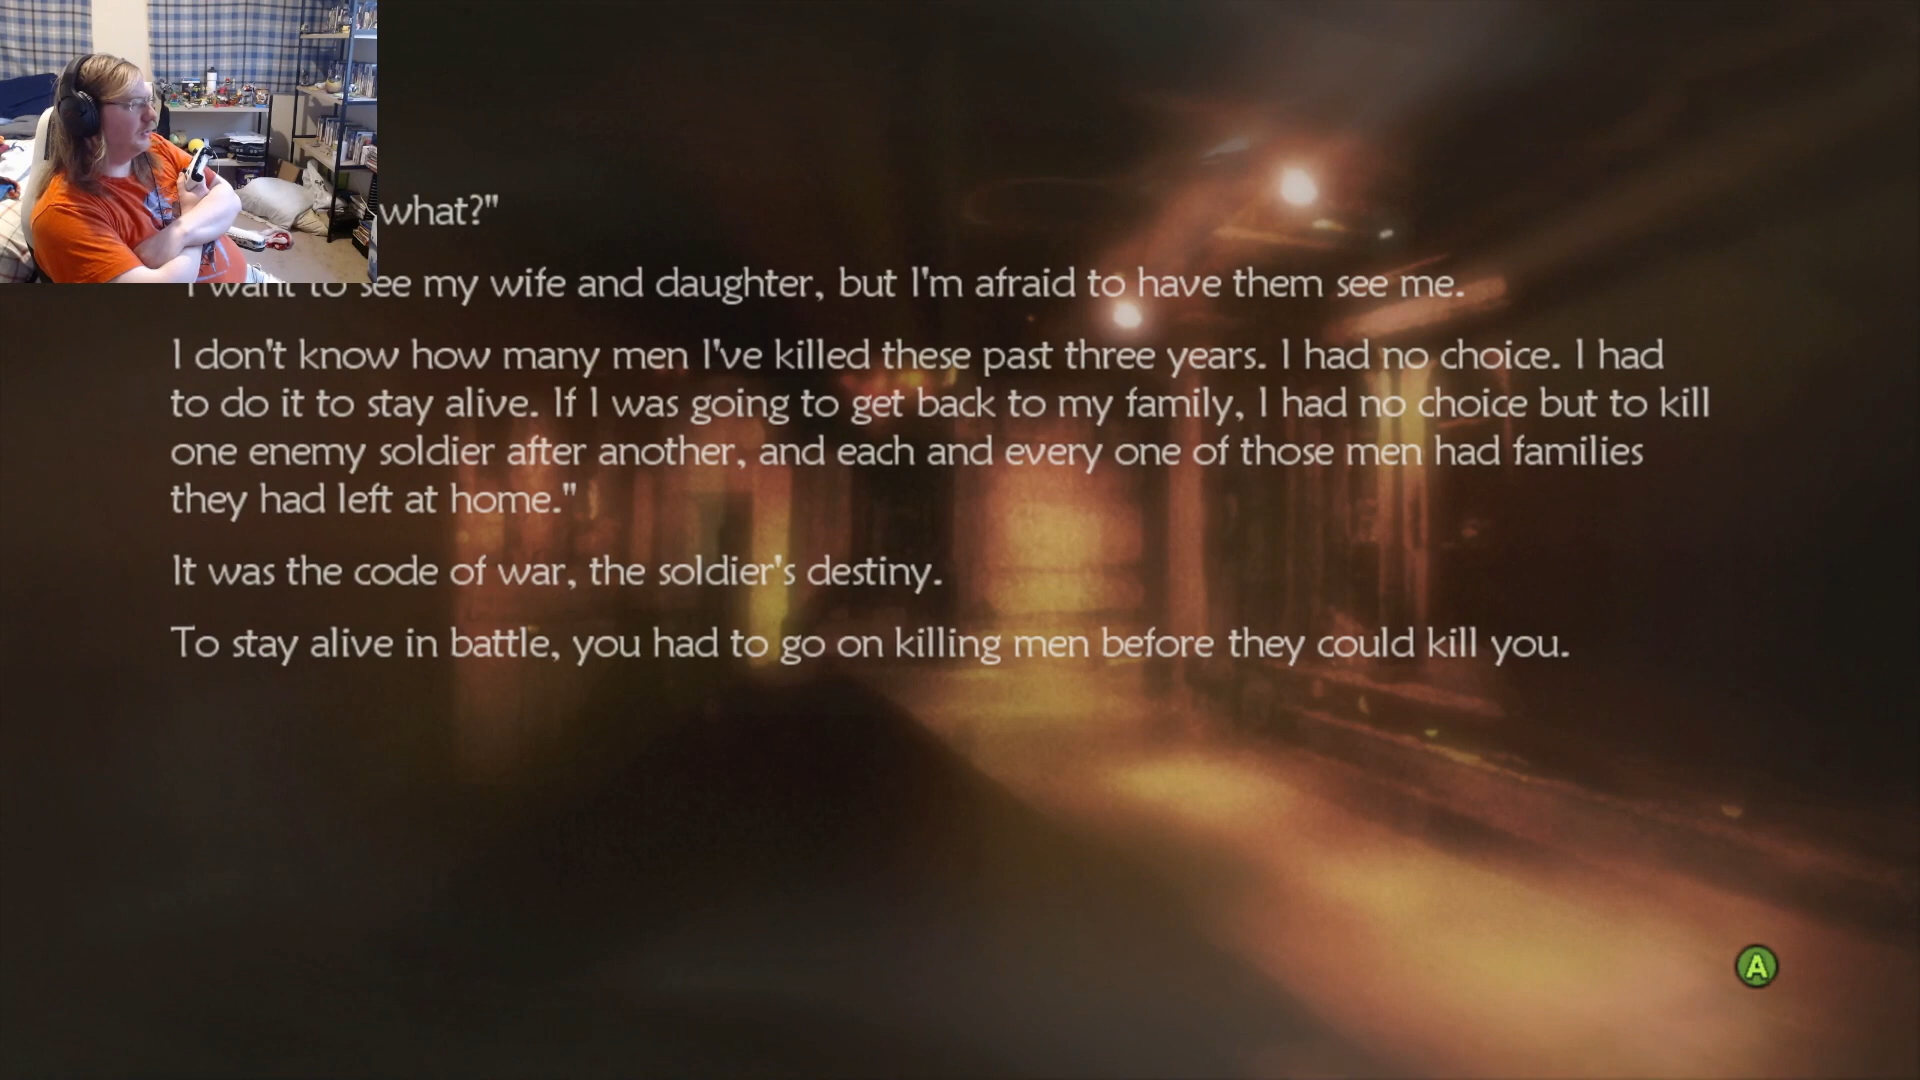 what?"
I want to see my wife and daughter, but I'm afraid to have them see me.
I don't know how many men I've killed these past three years. I had no choice. I had
to do it to stay alive. If I was going to get back to my family, I had no choice but to kill
one enemy soldier after another, and each and every one of those men had families
they had left at home."
It was the code of war, the soldier's destiny.
To stay alive in battle, you had to go on killing men before they could kill you.
A